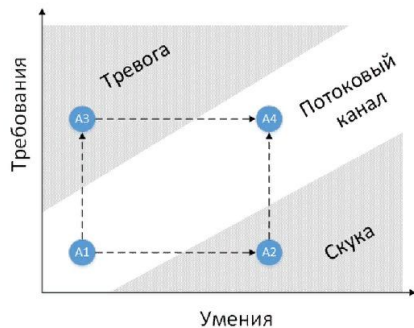 Тревога
Потоковый
канал
Требования
A3
A4
A1
A2
Скука
Умения